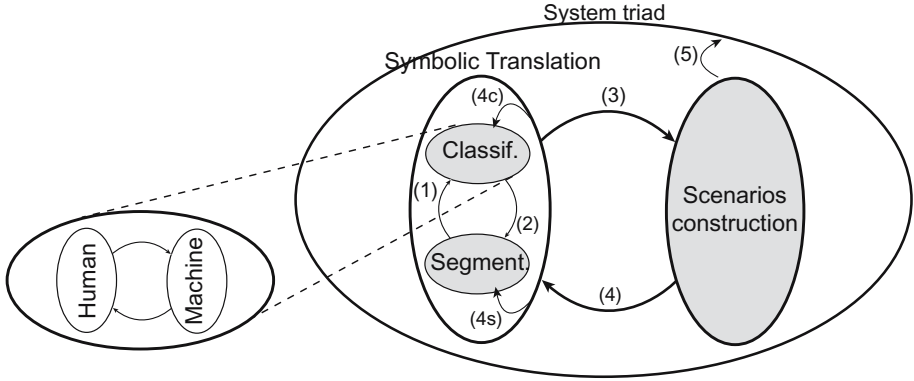 System triad
Symbolic Translation
(5)
(4c)
(3)
Classif.
(1)
(2)
Scenarios
construction
Segment.
(4)
(4s)
Human
Machine